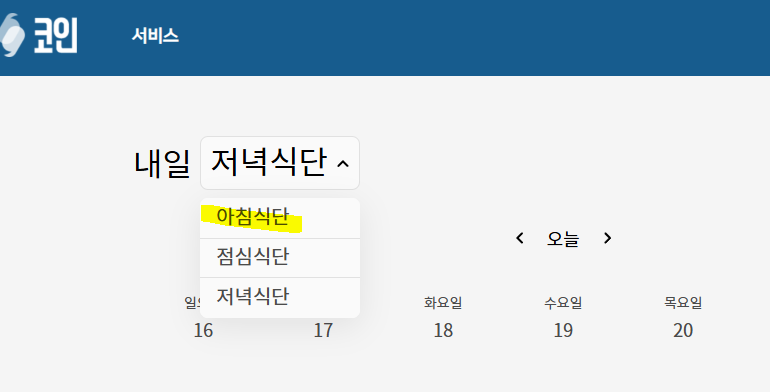 코인
서비스
내일 저녁식단
아침식단
점심식단
저녁식단
오늘
화요일 수요일 목요일
16 17 18 19 20